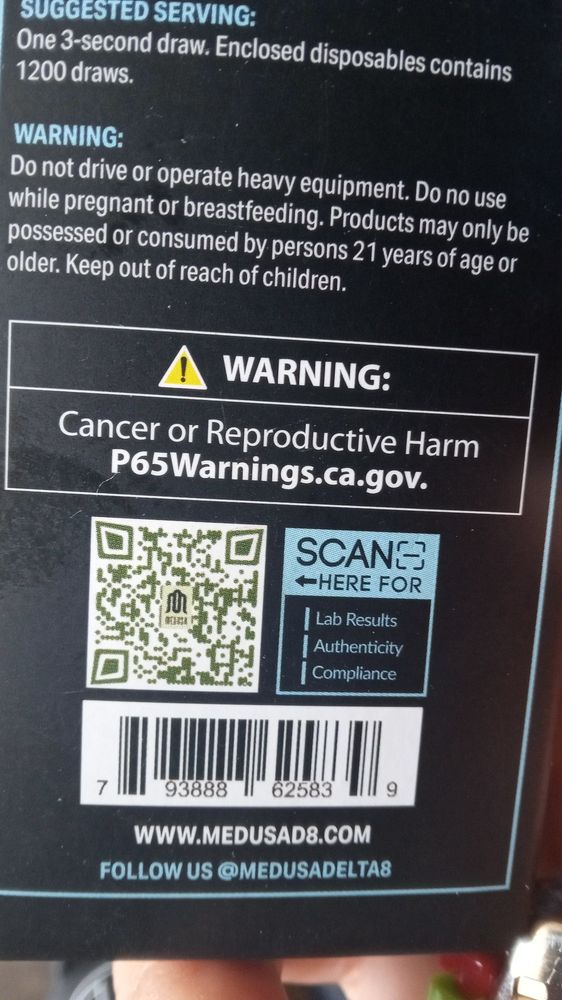 SUGGESTED SERVING:
One 3-second draw. Enclosed disposables contains
1200 draws.
WARNING:
Do not drive or operate heavy equipment. Do no use
while pregnant or breastfeeding. Products may only be
possessed or consumed by persons 21 years of age or
older. Keep out of reach of children.
WARNING:
Cancer or Reproductive Harm
P65Warnings.ca.gov.
MEDUSA
SCAN
HERE FOR
Lab Results
Authenticity
Compliance
7 93888 62583 9
WWW.MEDUSAD8.COM
FOLLOW US @MEDUSADELTA8